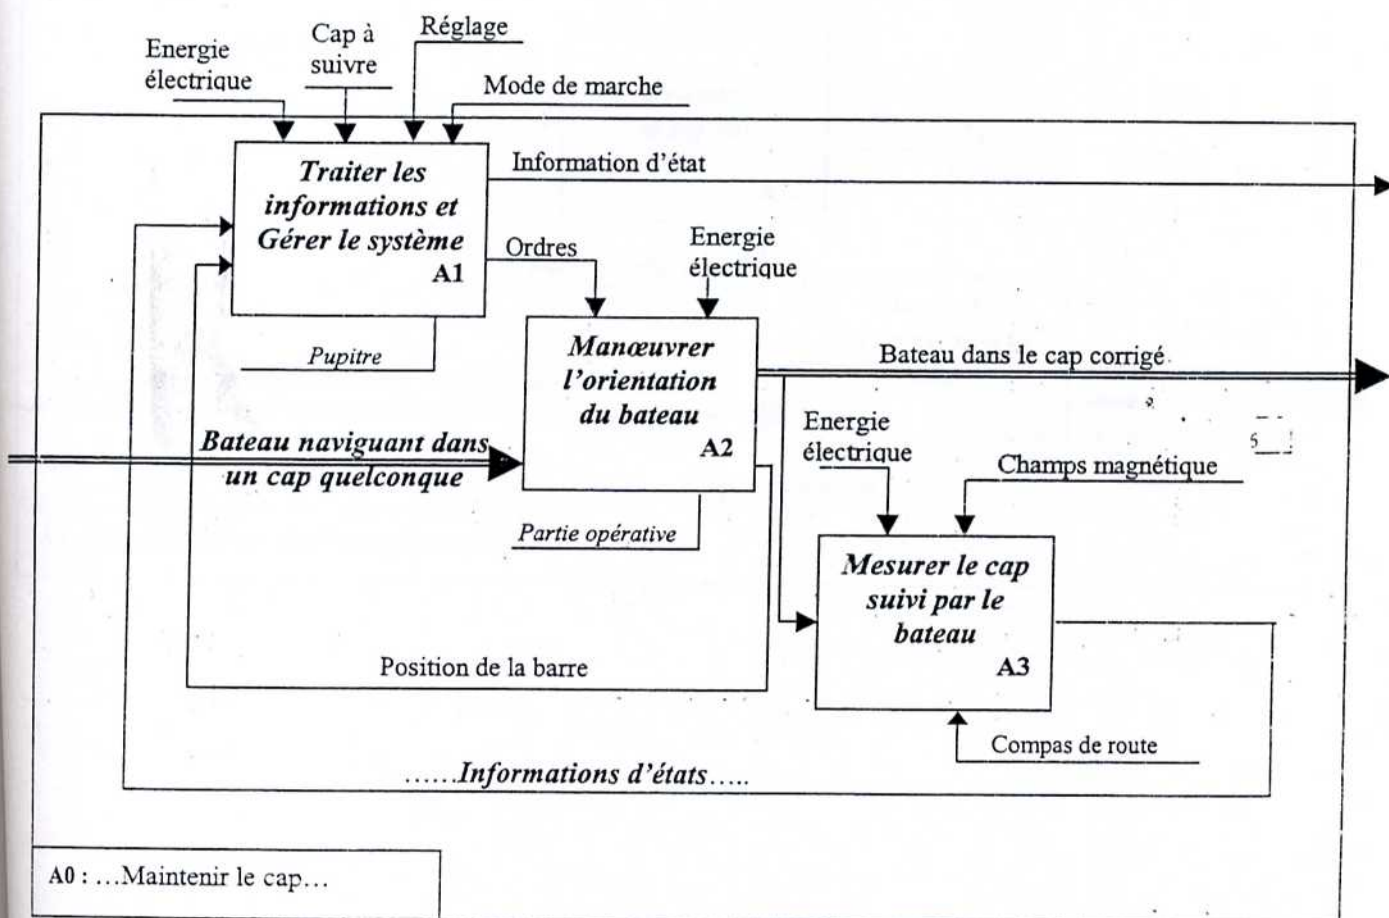 Energie
électrique
Cap à
suivre
Réglage
Mode de marche
Traiter les
informations et
Gérer le système
A1
Information d'état
Ordres
Energie
électrique
Pupitre
Manœuvrer
l'orientation
du bateau
A2
Bateau dans le cap corrigé
Bateau naviguant dans
un cap quelconque
Energie
électrique
Champs magnétique
5
Partie opérative
Mesurer le cap
suivi par le
bateau
A3
Position de la barre
Compas de route
......Informations d'états.....
A0 : ...Maintenir le cap...